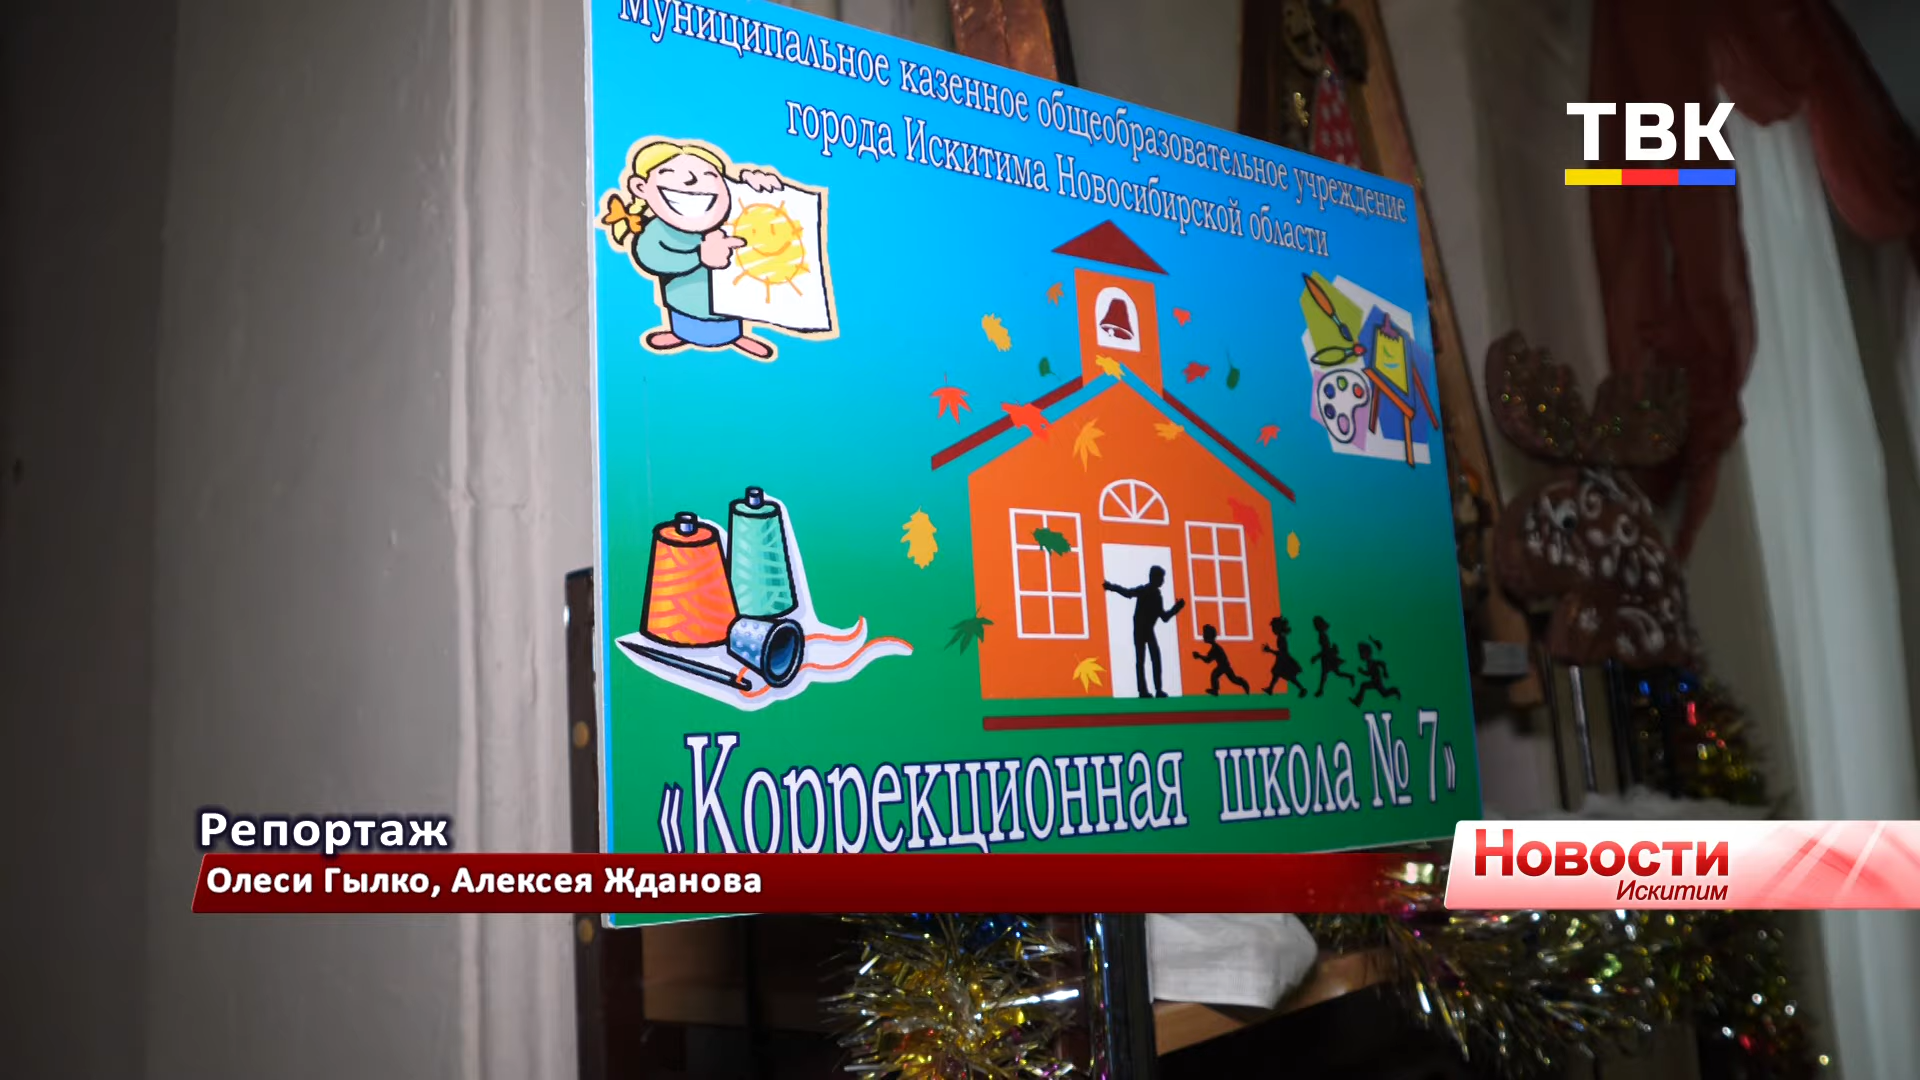 Муниципальное казенное общеобразовательное учреждение
города Искитима Новосибирской области
ТВК
«Коррекционная школа № 7»
Репортаж
Олеси Гылко, Алексея Жданова
Новости
Искитим